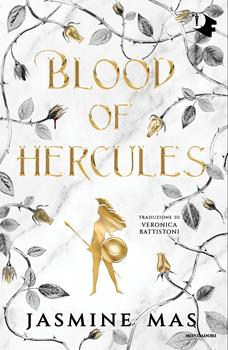 BLOOD
OF
HERCULES
TRADUZIONE DI
VERONICA
BATTISTONI
JASMINE MAS
MONDADORI